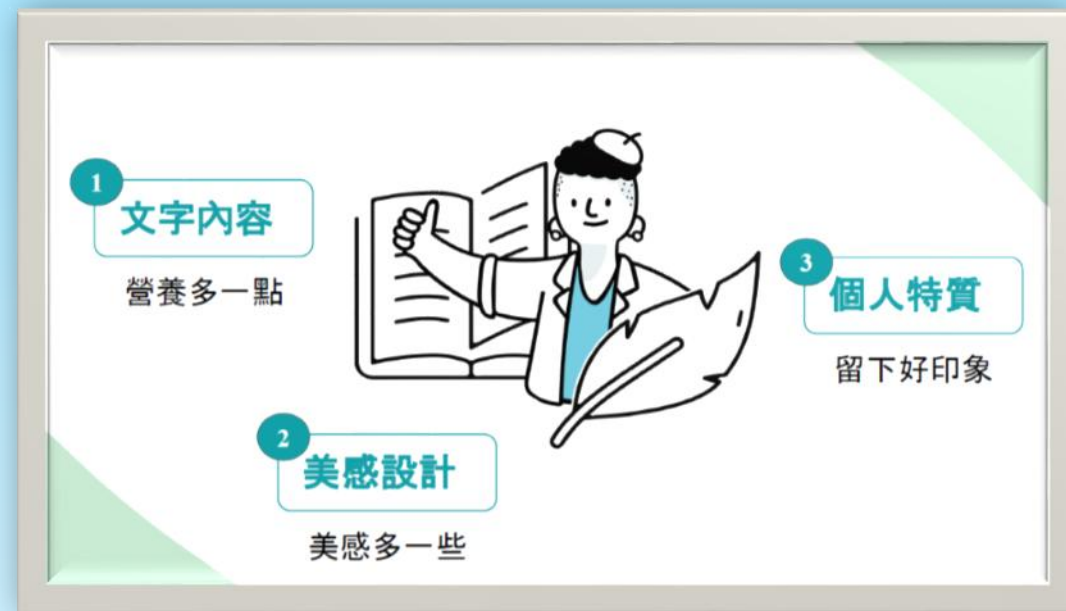 1
文字內容
營養多一點
2
美感設計
美感多一些
3
個人特質
留下好印象